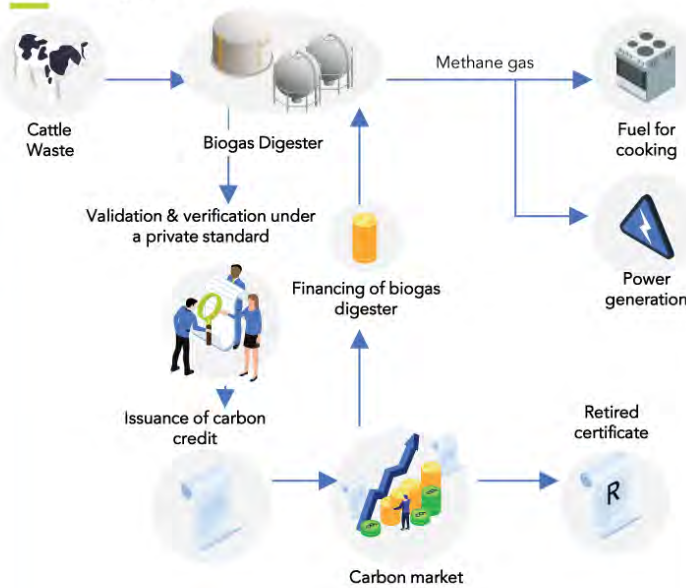 Methane gas
Cattle
Waste
Biogas Digester
Fuel for
cooking
Validation & verification under
a private standard
Financing of biogas
digester
Power
generation
Issuance of carbon
credit
Retired
certificate
R
Carbon market